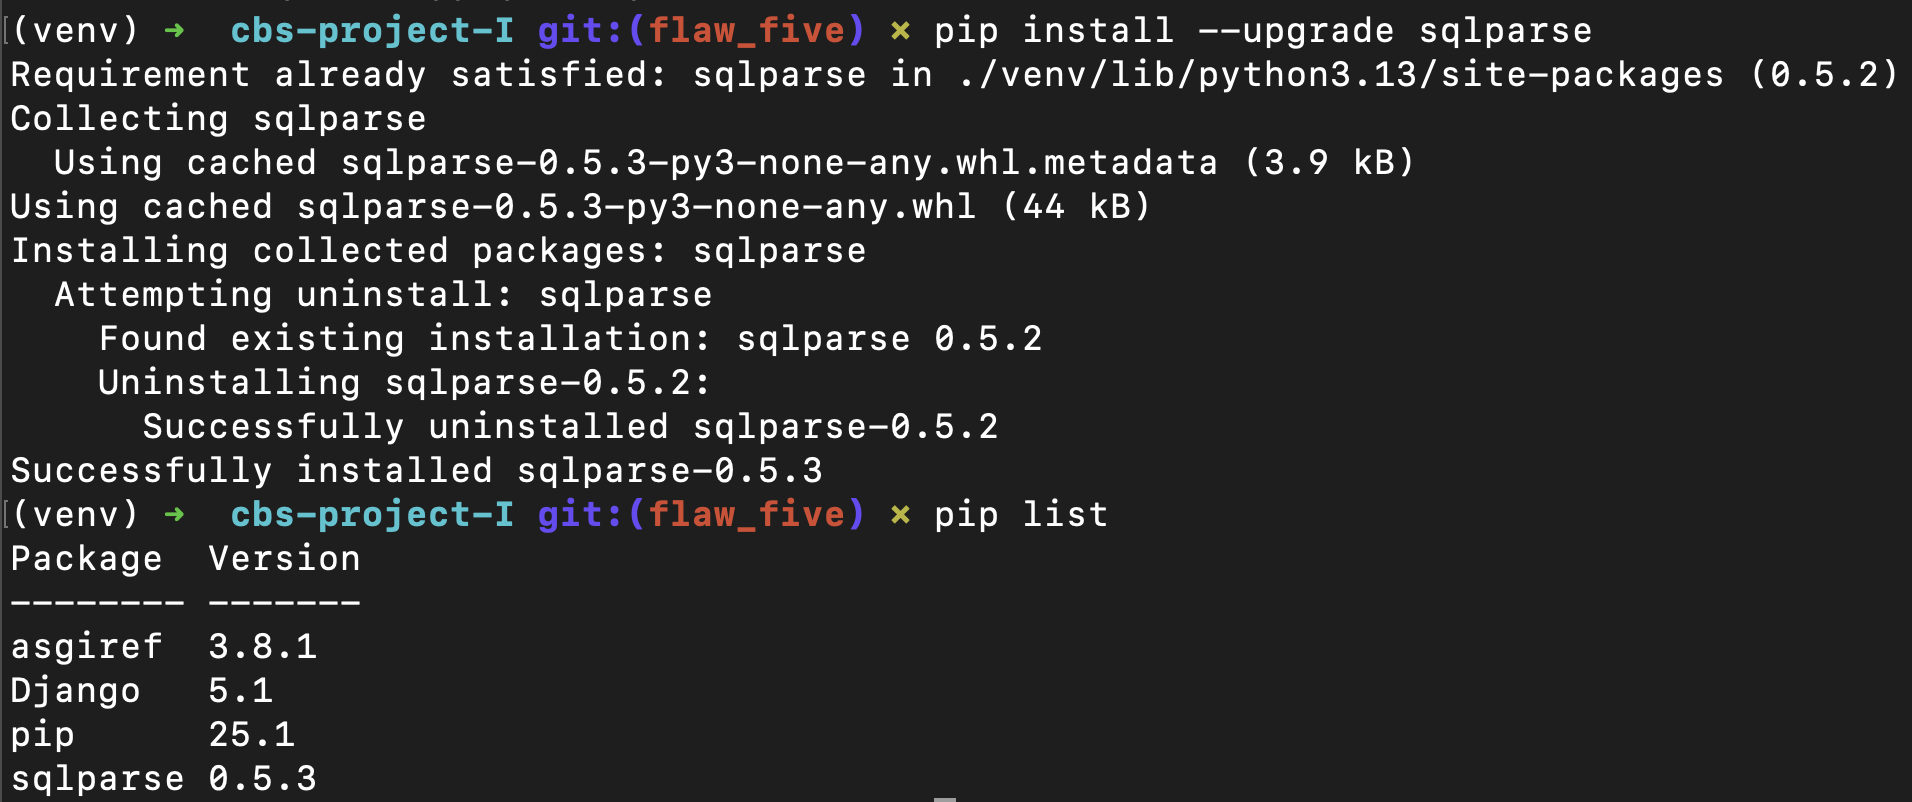 (venv) ➜  cbs-project-I git:(flaw_five) ✗ pip install --upgrade sqlparse
Requirement already satisfied: sqlparse in ./venv/lib/python3.13/site-packages (0.5.2)
Collecting sqlparse
  Using cached sqlparse-0.5.3-py3-none-any.whl.metadata (3.9 kB)
Using cached sqlparse-0.5.3-py3-none-any.whl (44 kB)
Installing collected packages: sqlparse
  Attempting uninstall: sqlparse
    Found existing installation: sqlparse 0.5.2
    Uninstalling sqlparse-0.5.2:
      Successfully uninstalled sqlparse-0.5.2
Successfully installed sqlparse-0.5.3
(venv) ➜  cbs-project-I git:(flaw_five) ✗ pip list
Package  Version
-------- -------
asgiref  3.8.1
Django   5.1
pip      25.1
sqlparse 0.5.3